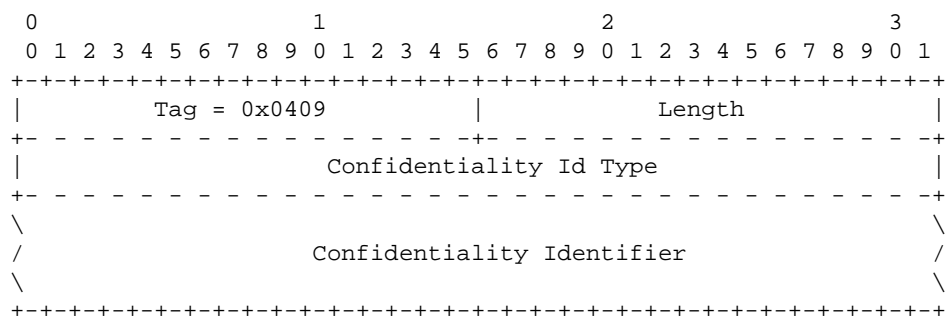 0                   1                   2                   3
 0 1 2 3 4 5 6 7 8 9 0 1 2 3 4 5 6 7 8 9 0 1 2 3 4 5 6 7 8 9 0 1
+-+-+-+-+-+-+-+-+-+-+-+-+-+-+-+-+-+-+-+-+-+-+-+-+-+-+-+-+-+-+-+-+
|         Tag = 0x0409          |            Length             |
+- - - - - - - - - - - - - - - -+- - - - - - - - - - - - - - - -+
|                     Confidentiality Id Type                   |
+- - - - - - - - - - - - - - - - - - - - - - - - - - - - - - - -+
\                                                               \
/                    Confidentiality Identifier                 /
\                                                               \
+-+-+-+-+-+-+-+-+-+-+-+-+-+-+-+-+-+-+-+-+-+-+-+-+-+-+-+-+-+-+-+-+